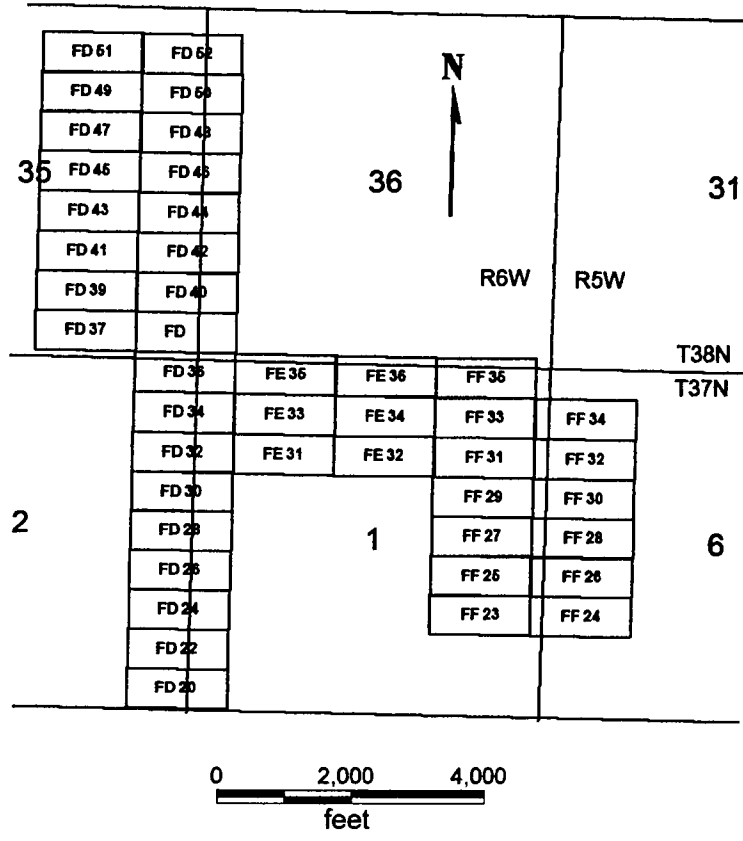 FD 51 FD 52
N
FD 49 FD 50
FD 47 FD 48
35 FD 45 FD 46 36 31
FD 43 FD 44
FD 41 FD 42
R6W R5W
FD 39 FD 40
FD 37 FD
T38N
FD 36 FE 35 FE 36 FF 35
T37N
FD 34 FE 33 FE 34 FF 33 FF 34
FD 32 FE 31 FE 32 FF 31 FF 32
FD 30 FF 29 FF 30
2 FD 28 1 FF 27 FF 28 6
FD 26 FF 25 FF 26
FD 24 FF 23 FF 24
FD 22
FD 20
0 2,000 4,000
feet